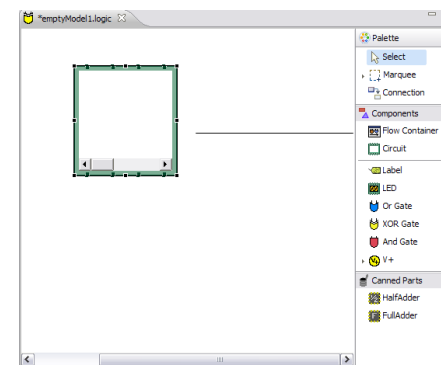 *emptyModel1.logic
Palette
Select
Marquee
Connection
Components
Flow Container
Circuit
Label
LED
Or Gate
XOR Gate
And Gate
V+
Canned Parts
HalfAdder
FullAdder